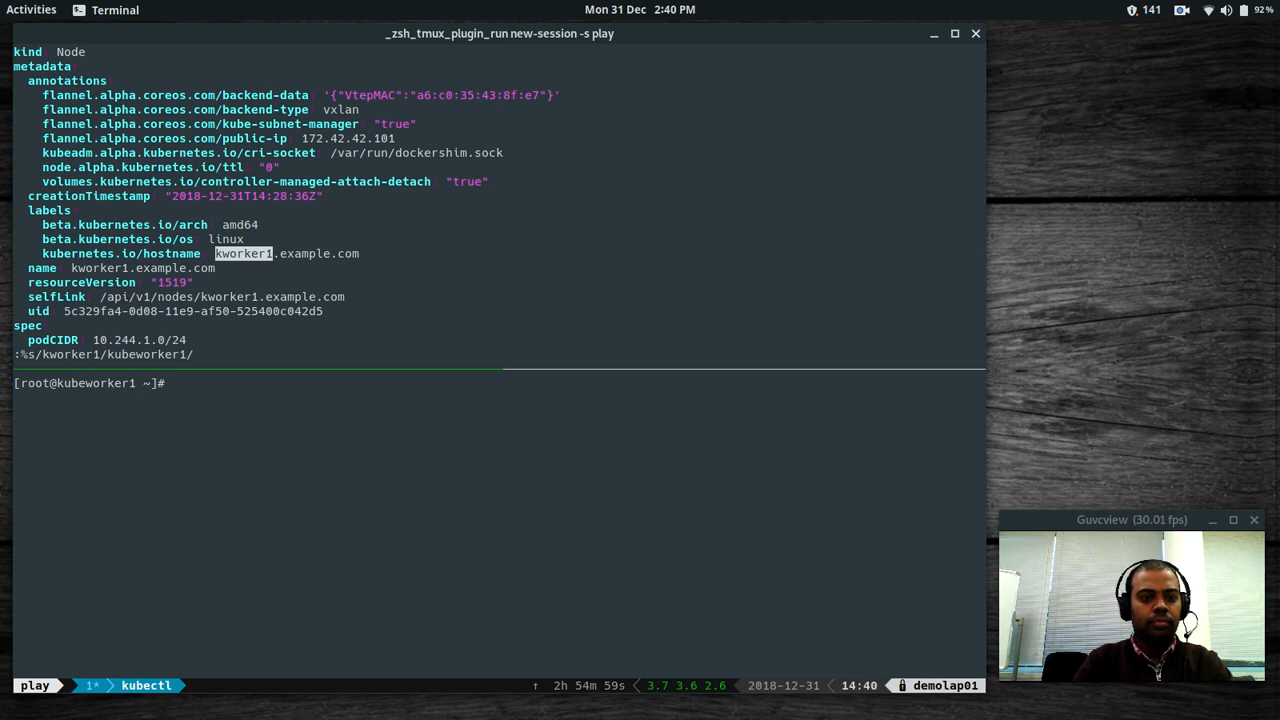 Activities Terminal Mon 31 Dec 2:40 PM 141 92%
_zsh_tmux_plugin_run new-session -s play
kind: Node
metadata:
  annotations:
    flannel.alpha.coreos.com/backend-data: '{"VtepMAC":"a6:c0:35:43:8f:e7"}'
    flannel.alpha.coreos.com/backend-type: vxlan
    flannel.alpha.coreos.com/kube-subnet-manager: "true"
    flannel.alpha.coreos.com/public-ip: 172.42.42.101
    kubeadm.alpha.kubernetes.io/cri-socket: /var/run/dockershim.sock
    node.alpha.kubernetes.io/ttl: "0"
    volumes.kubernetes.io/controller-managed-attach-detach: "true"
  creationTimestamp: "2018-12-31T14:28:36Z"
  labels:
    beta.kubernetes.io/arch: amd64
    beta.kubernetes.io/os: linux
    kubernetes.io/hostname: kworker1.example.com
  name: kworker1.example.com
  resourceVersion: "1519"
  selfLink: /api/v1/nodes/kworker1.example.com
  uid: 5c329fa4-0d08-11e9-af50-525400c042d5
spec:
  podCIDR: 10.244.1.0/24
:%s/kworker1/kubeworker1/
[root@kubeworker1 ~]#
Guvcview (30.01 fps)
play 1* kubectl ↑ 2h 54m 59s 3.7 3.6 2.6 2018-12-31 14:40 demolap01